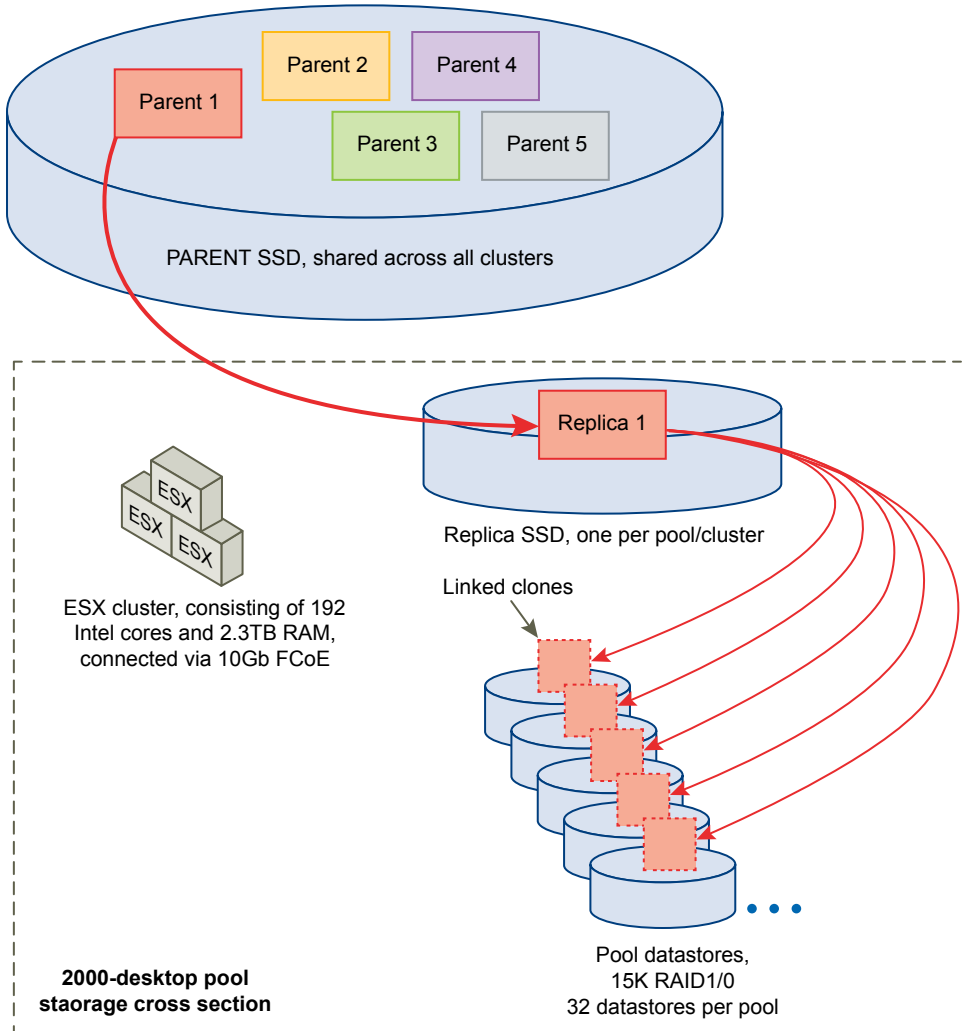 Parent 1
Parent 2
Parent 4
Parent 3
Parent 5
PARENT SSD, shared across all clusters
Replica 1
ESX
ESX
ESX
Replica SSD, one per pool/cluster
Linked clones
ESX cluster, consisting of 192
Intel cores and 2.3TB RAM,
connected via 10Gb FCoE
Pool datastores,
15K RAID1/0
32 datastores per pool
2000-desktop pool
staorage cross section